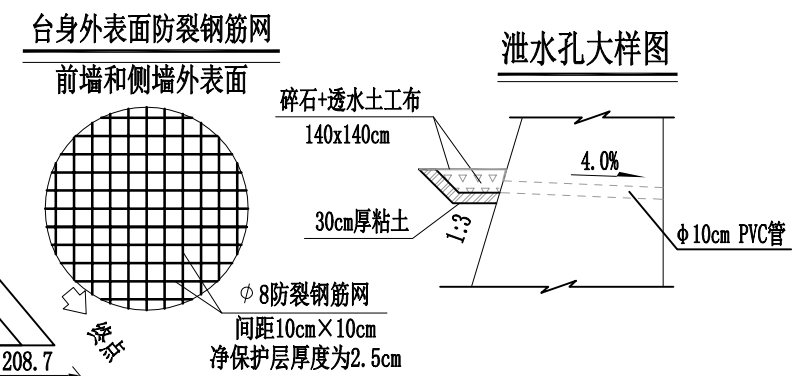 台身外表面防裂钢筋网
前墙和侧墙外表面
φ8防裂钢筋网
间距10cm×10cm
净保护层厚度为2.5cm
终点
208.7
泄水孔大样图
碎石+透水土工布
140x140cm
4.0%
30cm厚粘土
1:3
φ10cm PVC管